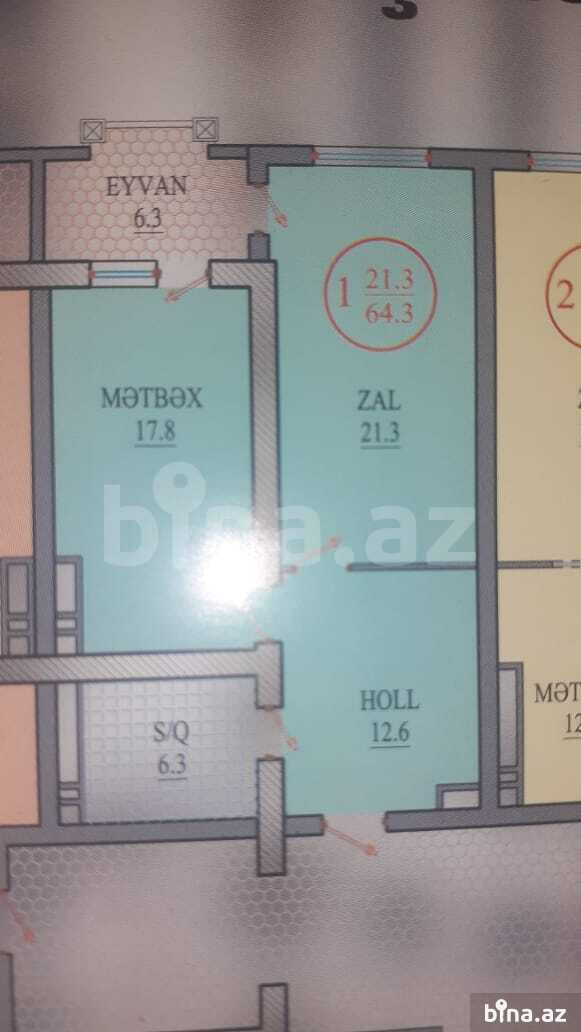 3
EYVAN
6.3
1 21.3
64.3
2
MƏTBƏX
17.8
ZAL
21.3
bina.az
HOLL
12.6
S/Q
6.3
bina.az